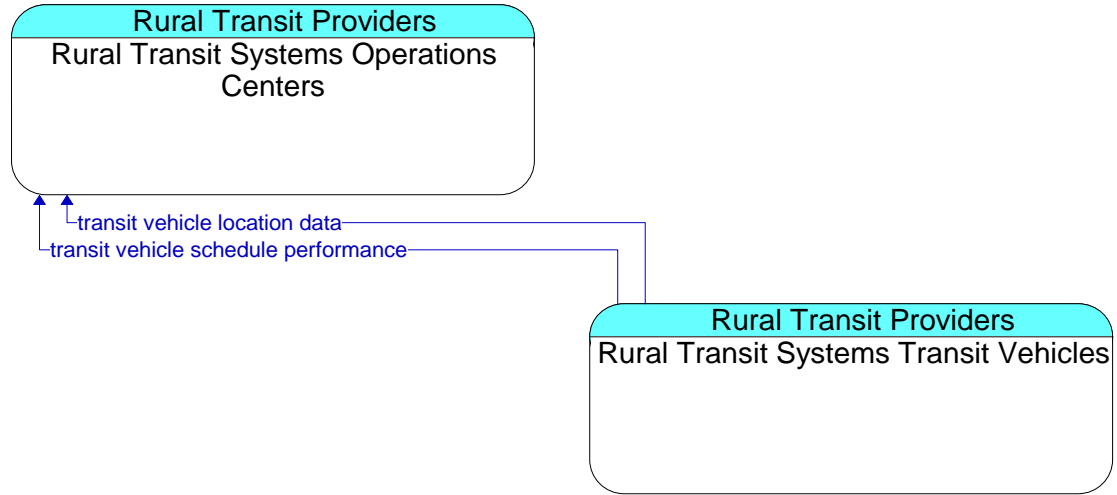 Rural Transit Providers
Rural Transit Systems Operations
Centers
transit vehicle location data
transit vehicle schedule performance
Rural Transit Providers
Rural Transit Systems Transit Vehicles